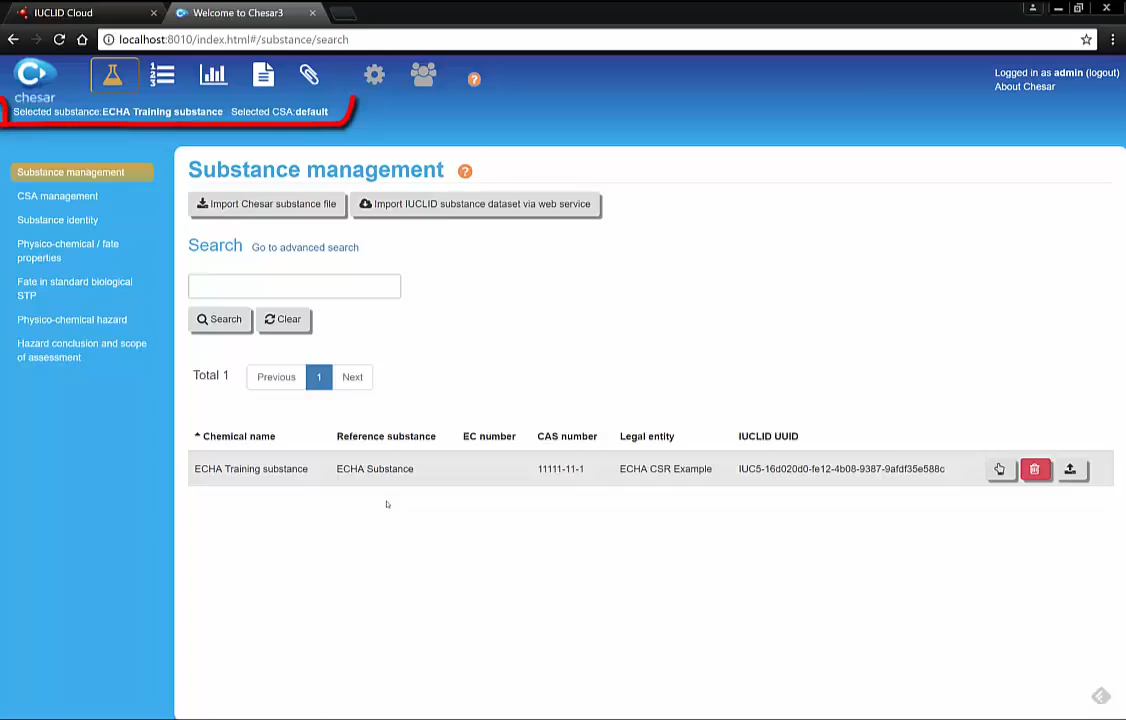 IUCLID Cloud
Welcome to Chesar3
localhost:8010/index.html#/substance/search
chesar
1
2
3
Logged in as admin (logout)
About Chesar
Selected substance:ECHA Training substance Selected CSA:default
Substance management
CSA management
Substance identity
Physico-chemical / fate
properties
Fate in standard biological
STP
Physico-chemical hazard
Hazard conclusion and scope
of assessment
Substance management ?
Import Chesar substance file
Import IUCLID substance dataset via web service
Search Go to advanced search
Search
Clear
Total 1 Previous 1 Next
Chemical name Reference substance EC number CAS number Legal entity IUCLID UUID
ECHA Training substance ECHA Substance 11111-11-1 ECHA CSR Example IUC5-16d020d0-fe12-4b08-9387-9afdf35e588c